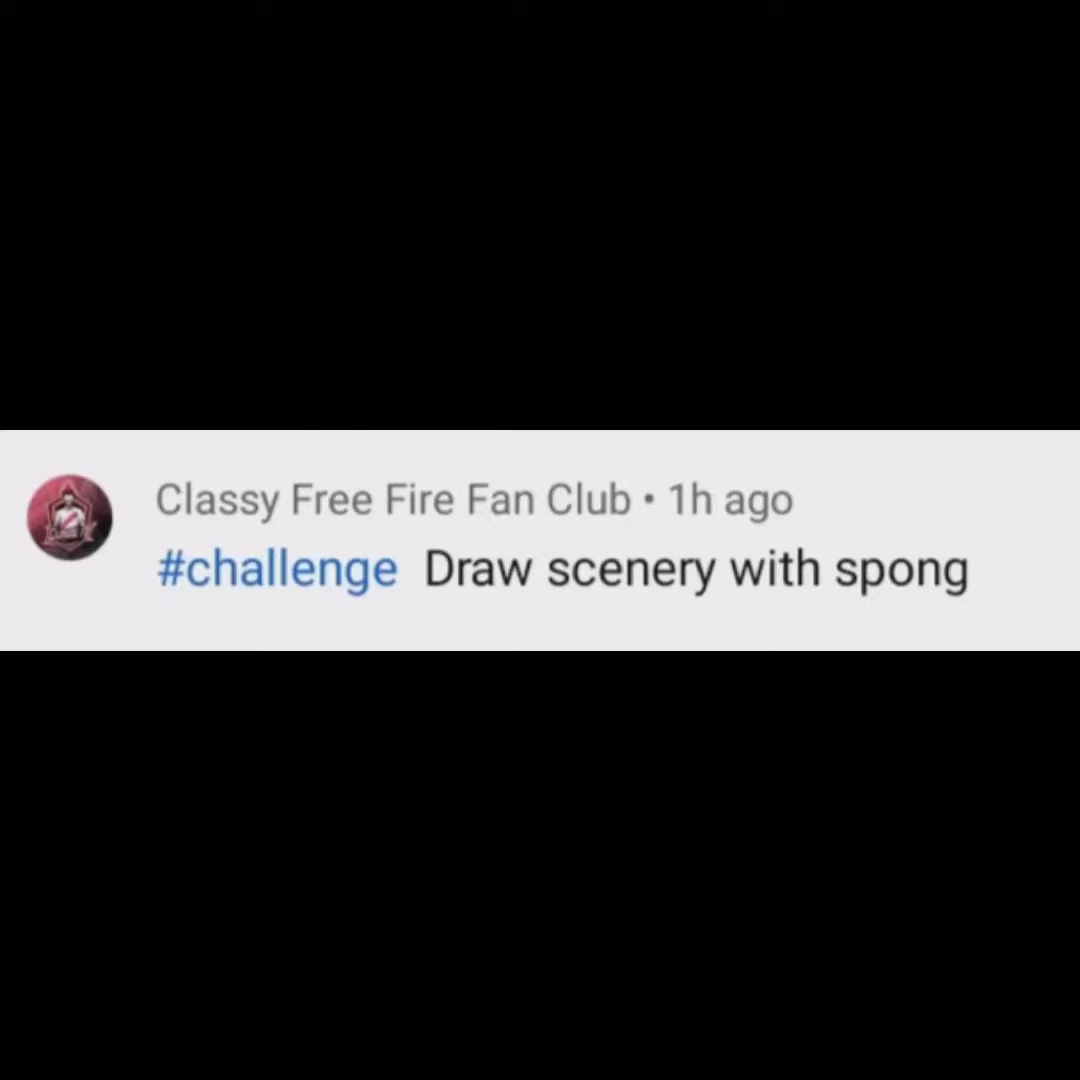 Classy Free Fire Fan Club • 1h ago
#challenge Draw scenery with spong